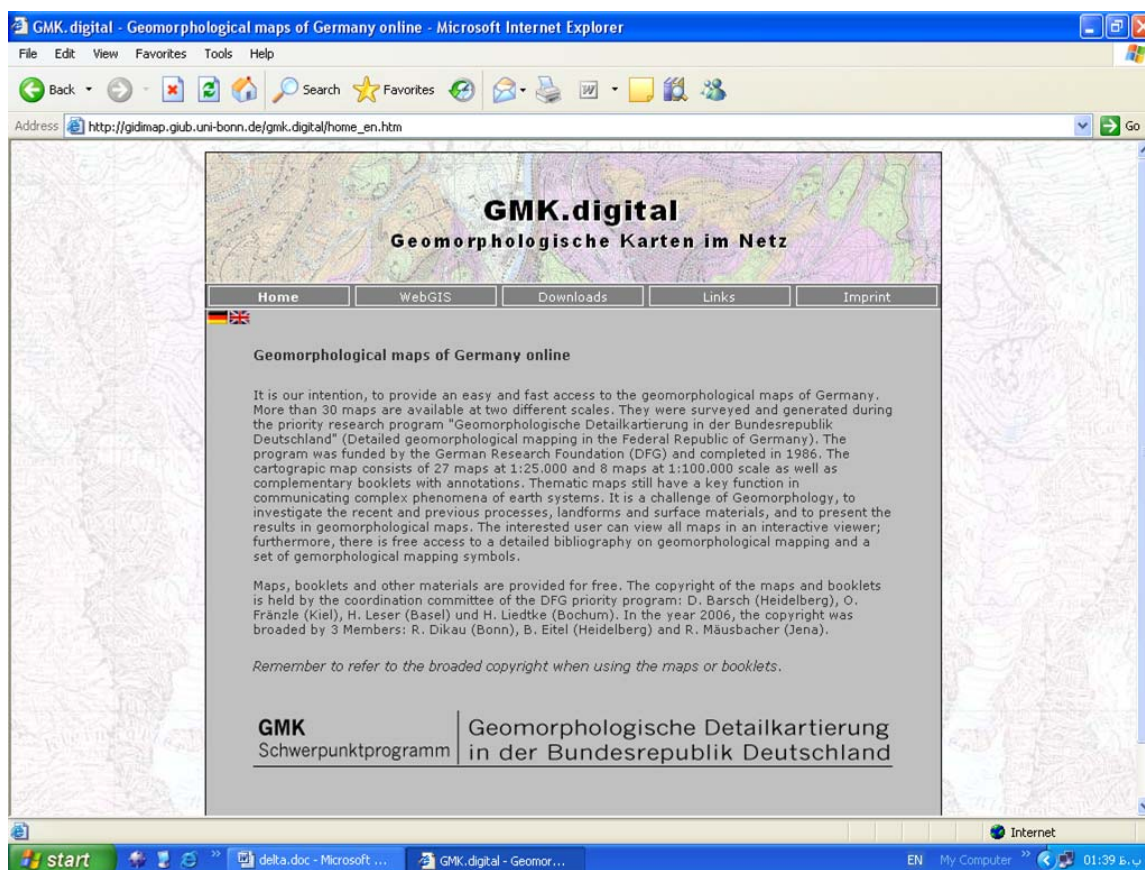 GMK.digital - Geomorphological maps of Germany online - Microsoft Internet Explorer
File Edit View Favorites Tools Help
Back Search Favorites
Address http://gidimap.giub.uni-bonn.de/gmk.digital/home_en.htm Go
GMK.digital
Geomorphologische Karten im Netz
Home WebGIS Downloads Links Imprint
Geomorphological maps of Germany online
It is our intention, to provide an easy and fast access to the geomorphological maps of Germany.
More than 30 maps are available at two different scales. They were surveyed and generated during
the priority research program "Geomorphologische Detailkartierung in der Bundesrepublik
Deutschland" (Detailed geomorphological mapping in the Federal Republic of Germany). The
program was funded by the German Research Foundation (DFG) and completed in 1986. The
cartograpic map consists of 27 maps at 1:25.000 and 8 maps at 1:100.000 scale as well as
complementary booklets with annotations. Thematic maps still have a key function in
communicating complex phenomena of earth systems. It is a challenge of Geomorphology, to
investigate the recent and previous processes, landforms and surface materials, and to present the
results in geomorphological maps. The interested user can view all maps in an interactive viewer;
furthermore, there is free access to a detailed bibliography on geomorphological mapping and a
set of gemorphological mapping symbols.
Maps, booklets and other materials are provided for free. The copyright of the maps and booklets
is held by the coordination committee of the DFG priority program: D. Barsch (Heidelberg), O.
Fränzle (Kiel), H. Leser (Basel) und H. Liedtke (Bochum). In the year 2006, the copyright was
broaded by 3 Members: R. Dikau (Bonn), B. Eitel (Heidelberg) and R. Mäusbacher (Jena).
Remember to refer to the broaded copyright when using the maps or booklets.
GMK
Schwerpunktprogramm
Geomorphologische Detailkartierung
in der Bundesrepublik Deutschland
Internet
start delta.doc - Microsoft ... GMK.digital - Geomor... EN My Computer 01:39 ب.ظ